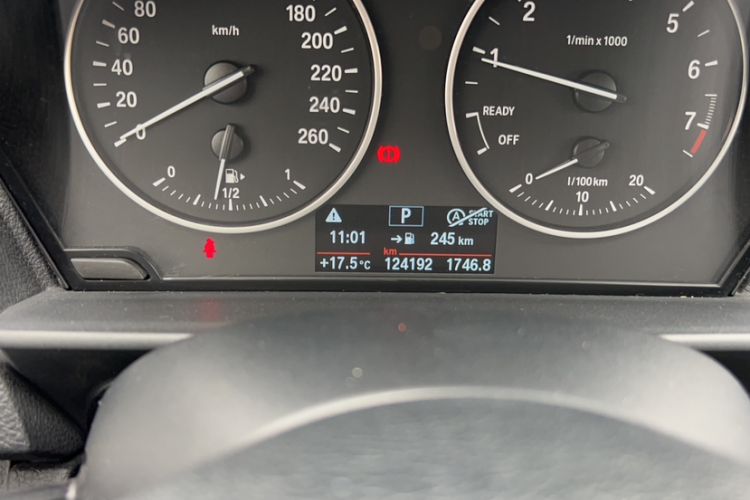 80 180
60 km/h 200
40 220
20 240
0 260
0 1/2 1
2 5
1 1/min x 1000 6
READY 7
OFF
0 l/100km 20
10
P A START
STOP
11:01 245 km
km
+17.5°C 124192 1746.8